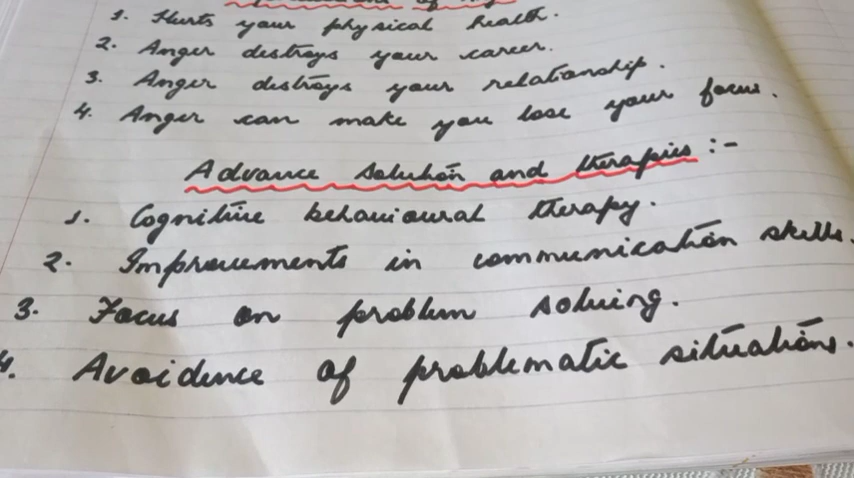 of
1. Hurts your physical health.
2. Anger destroys your career.
3. Anger destroys your relationship.
4. Anger can make you lose your focus.
Advance solution and therapies :-
1. Cognitive behavioural therapy.
2. Improvements in communication skills.
3. Focus on problem solving.
4. Avoidence of problematic situations.